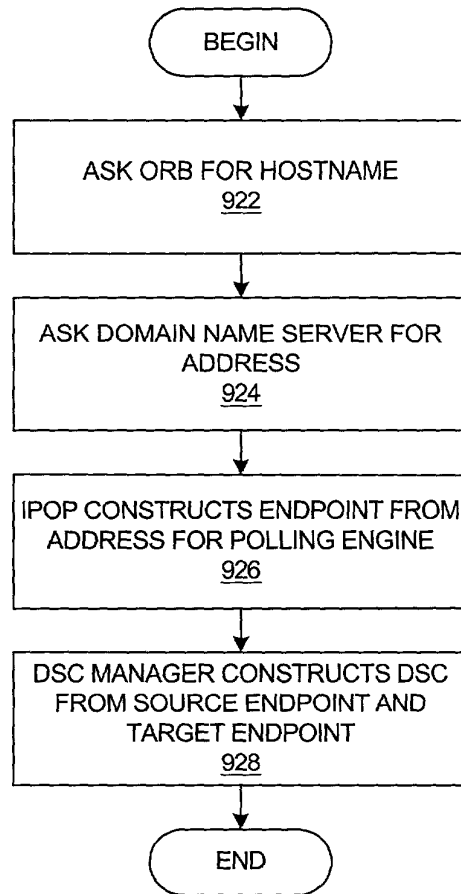 BEGIN
ASK ORB FOR HOSTNAME
922
ASK DOMAIN NAME SERVER FOR
ADDRESS
924
IPOP CONSTRUCTS ENDPOINT FROM
ADDRESS FOR POLLING ENGINE
926
DSC MANAGER CONSTRUCTS DSC
FROM SOURCE ENDPOINT AND
TARGET ENDPOINT
928
END